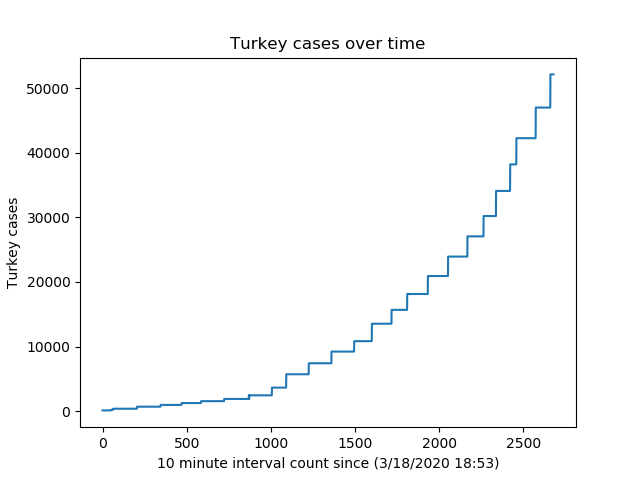 Turkey cases over time
50000
40000
30000
20000
10000
0
Turkey cases
0 500 1000 1500 2000 2500
10 minute interval count since (3/18/2020 18:53)